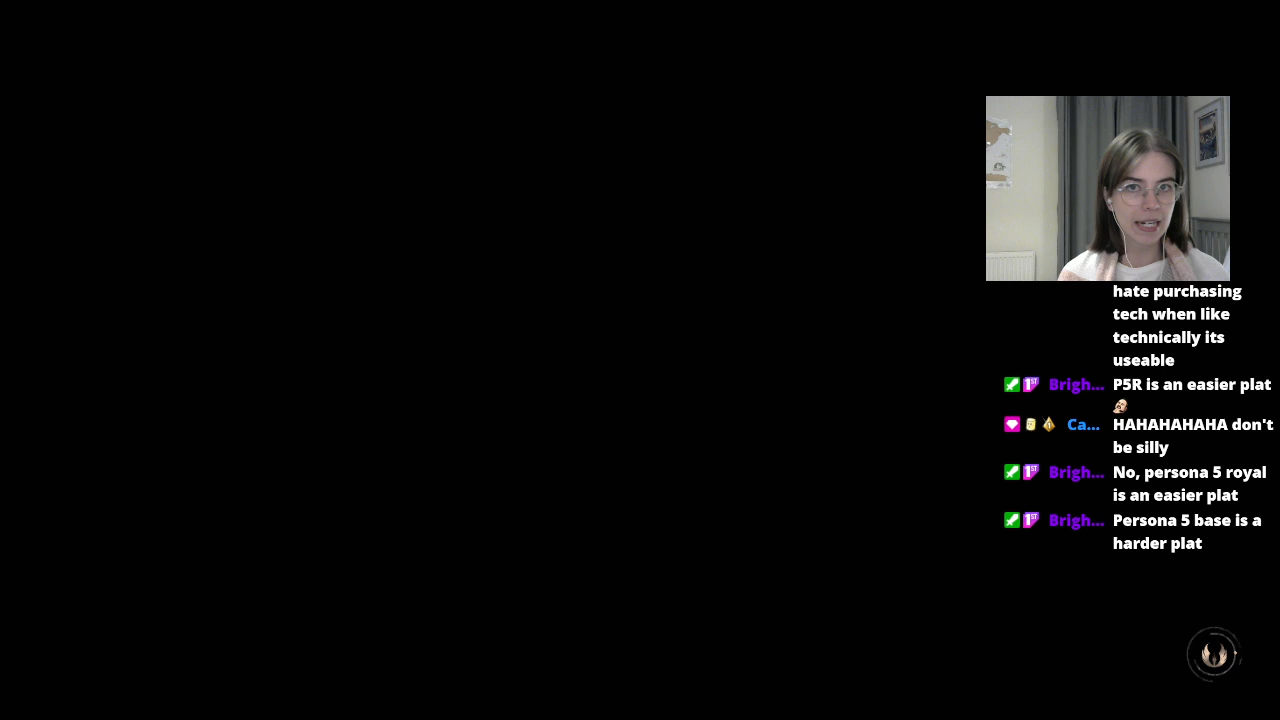 hate purchasing
tech when like
technically its
useable
Brigh... P5R is an easier plat
Ca... HAHAHAHAHA don't
be silly
Brigh... No, persona 5 royal
is an easier plat
Brigh... Persona 5 base is a
harder plat